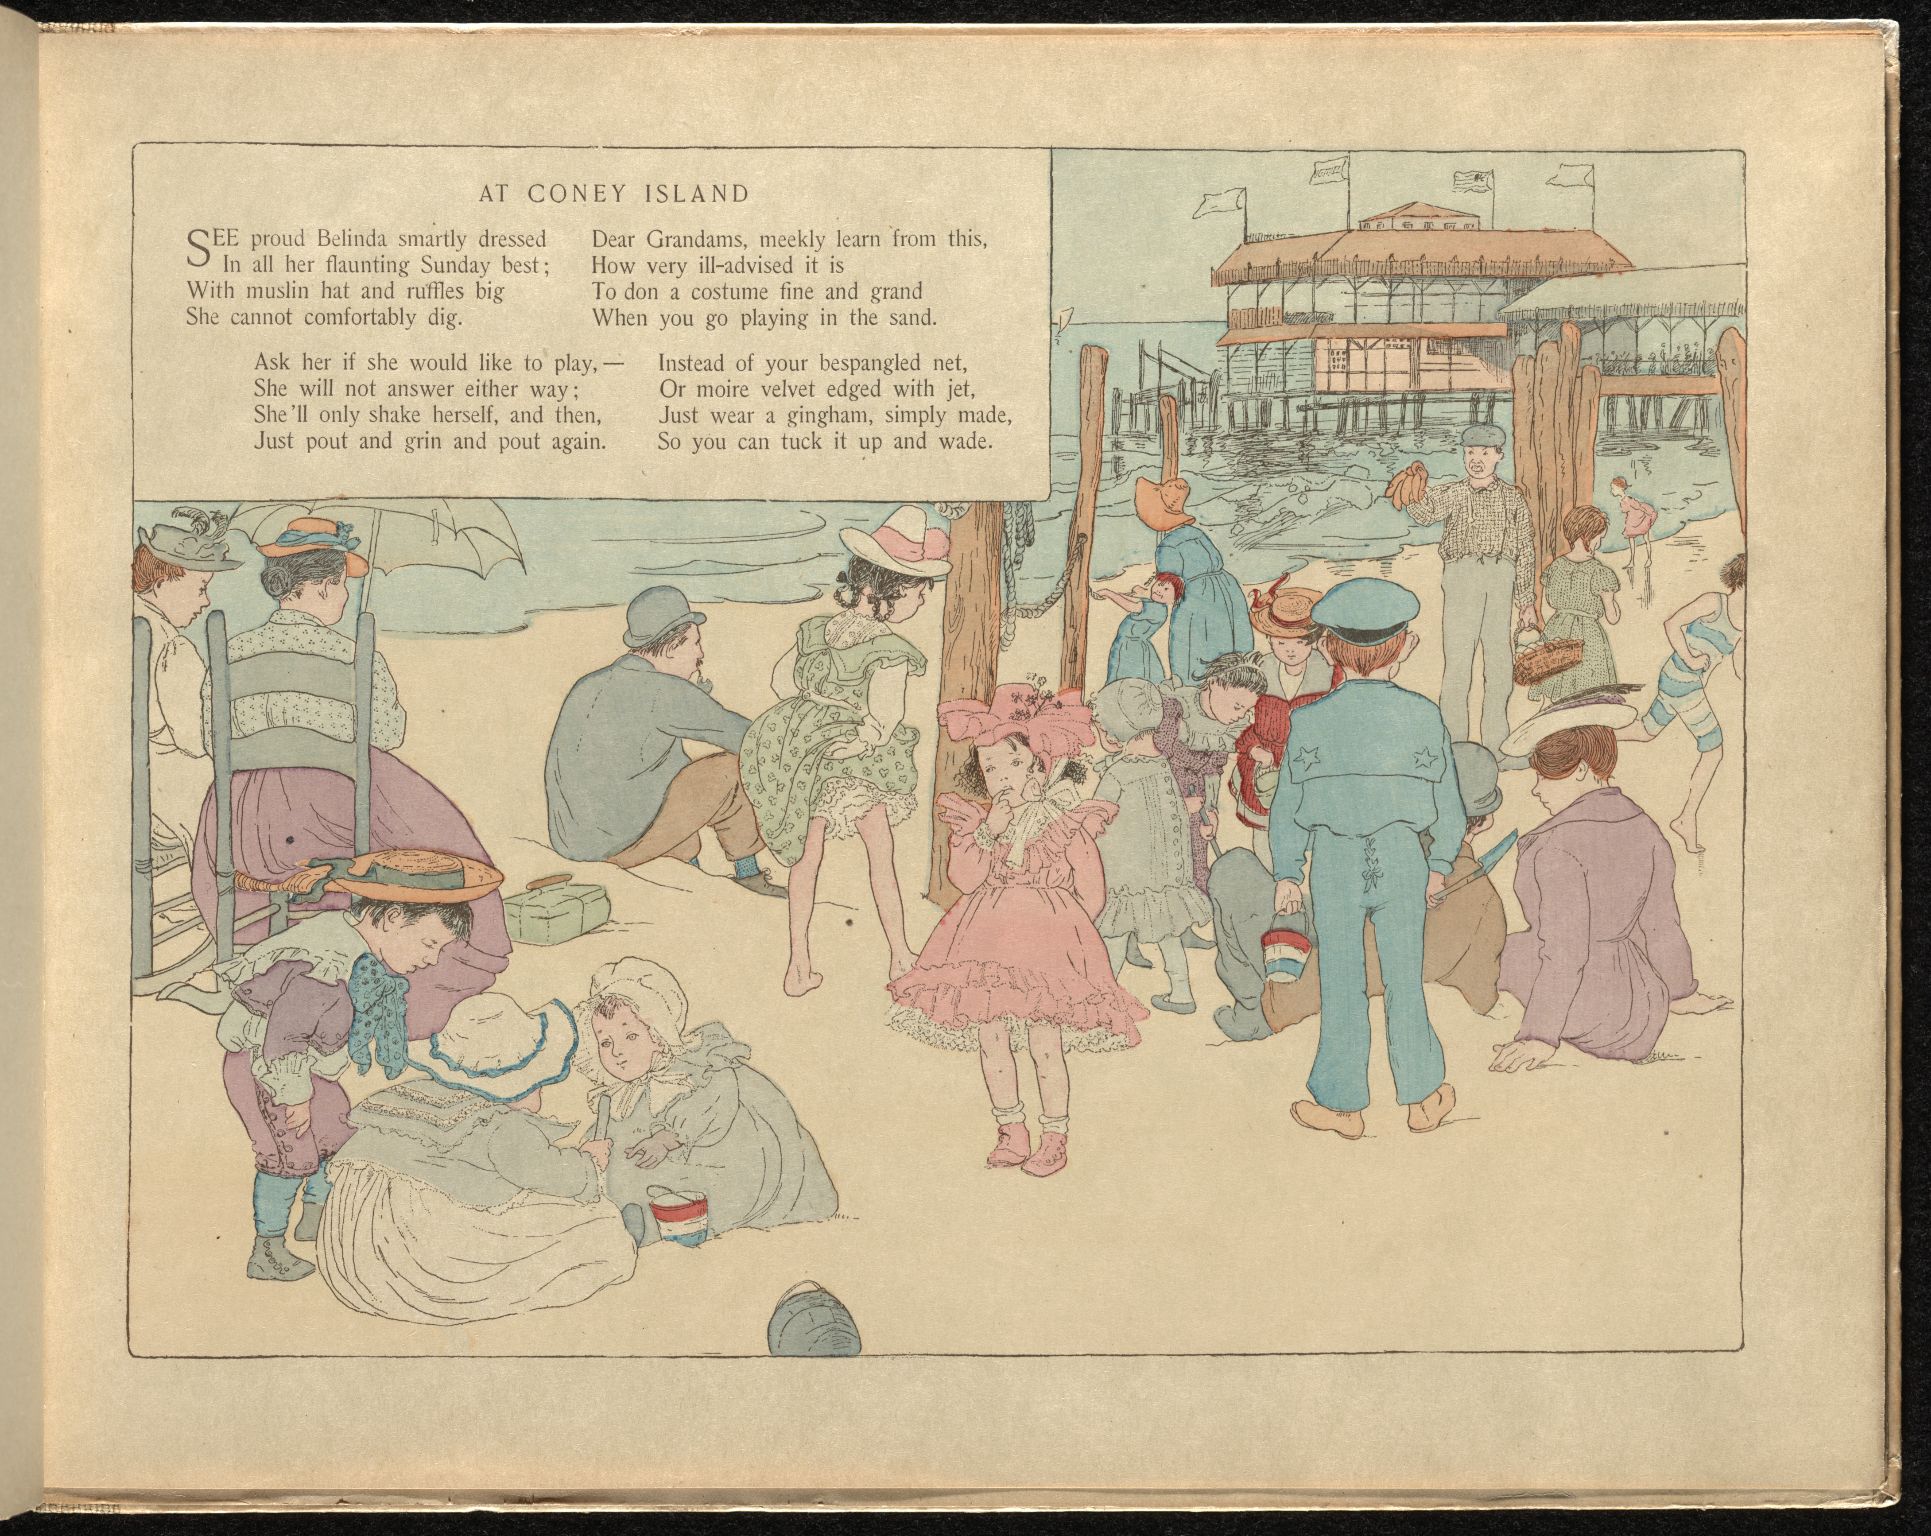 AT CONEY ISLAND
SEE proud Belinda smartly dressed
In all her flaunting Sunday best;
With muslin hat and ruffles big
She cannot comfortably dig.
Ask her if she would like to play,—
She will not answer either way;
She'll only shake herself, and then,
Just pout and grin and pout again.
Dear Grandams, meekly learn from this,
How very ill-advised it is
To don a costume fine and grand
When you go playing in the sand.
Instead of your bespangled net,
Or moire velvet edged with jet,
Just wear a gingham, simply made,
So you can tuck it up and wade.